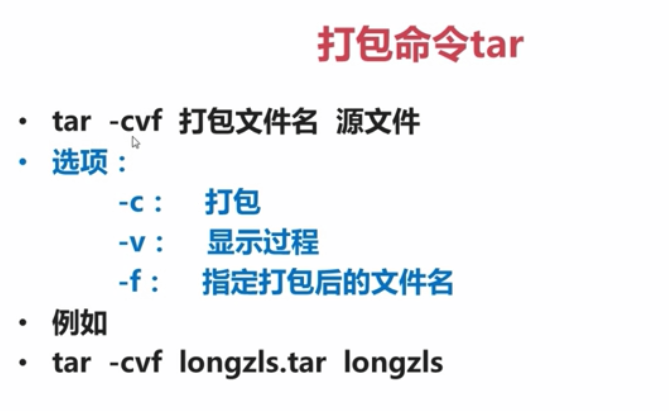 打包命令tar
• tar -cvf 打包文件名 源文件
• 选项：
-c： 打包
-v： 显示过程
-f： 指定打包后的文件名
• 例如
• tar -cvf longzls.tar longzls